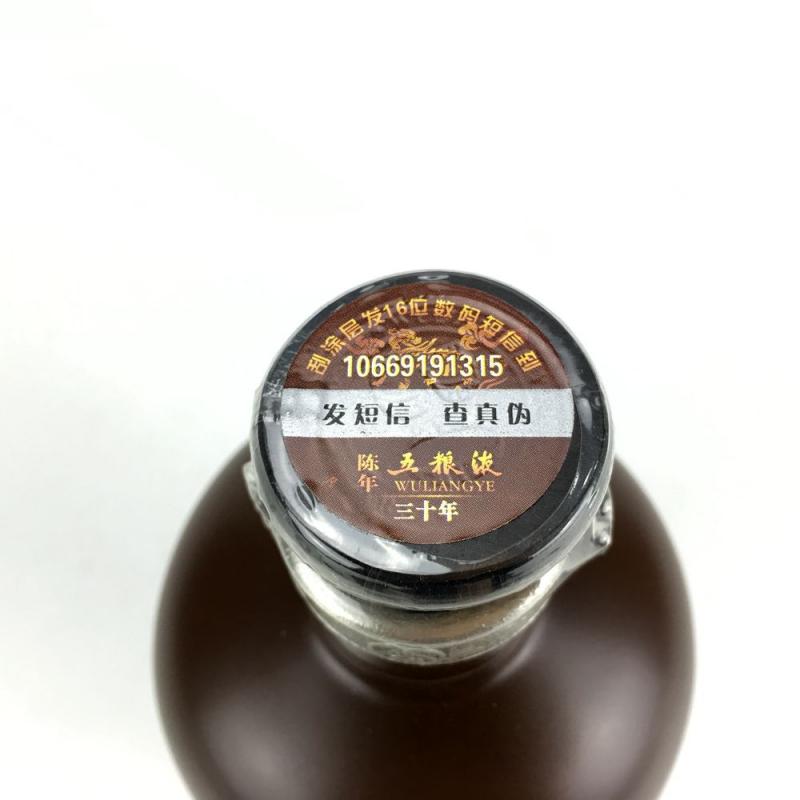 刮涂层发16位数码短信到
10669191315
发短信 查真伪
陈年 五粮液
WULIANGYE
三十年